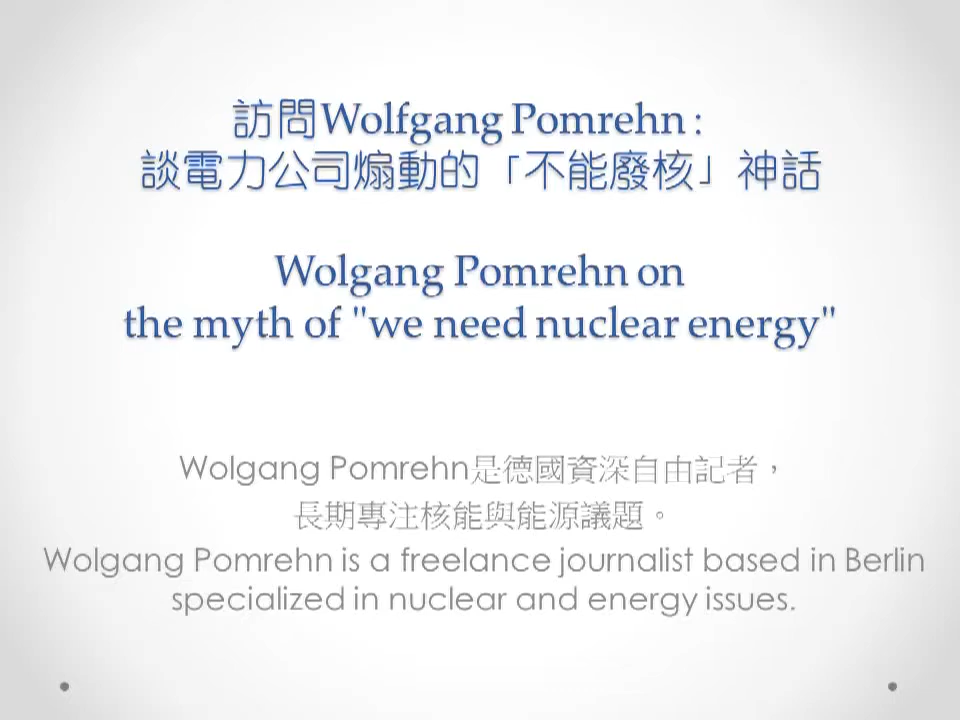 訪問Wolfgang Pomrehn：
談電力公司煽動的「不能廢核」神話
Wolgang Pomrehn on
the myth of "we need nuclear energy"
Wolgang Pomrehn是德國資深自由記者，
長期專注核能與能源議題。
Wolgang Pomrehn is a freelance journalist based in Berlin
specialized in nuclear and energy issues.